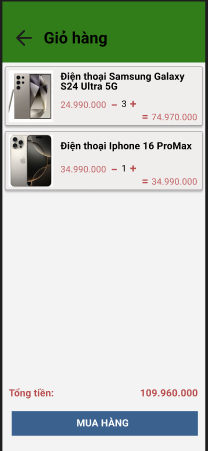 Giỏ hàng
Điện thoại Samsung Galaxy
S24 Ultra 5G
24.990.000 – 3 +
= 74.970.000
Điện thoại Iphone 16 ProMax
34.990.000 – 1 +
= 34.990.000
Tổng tiền: 109.960.000
MUA HÀNG